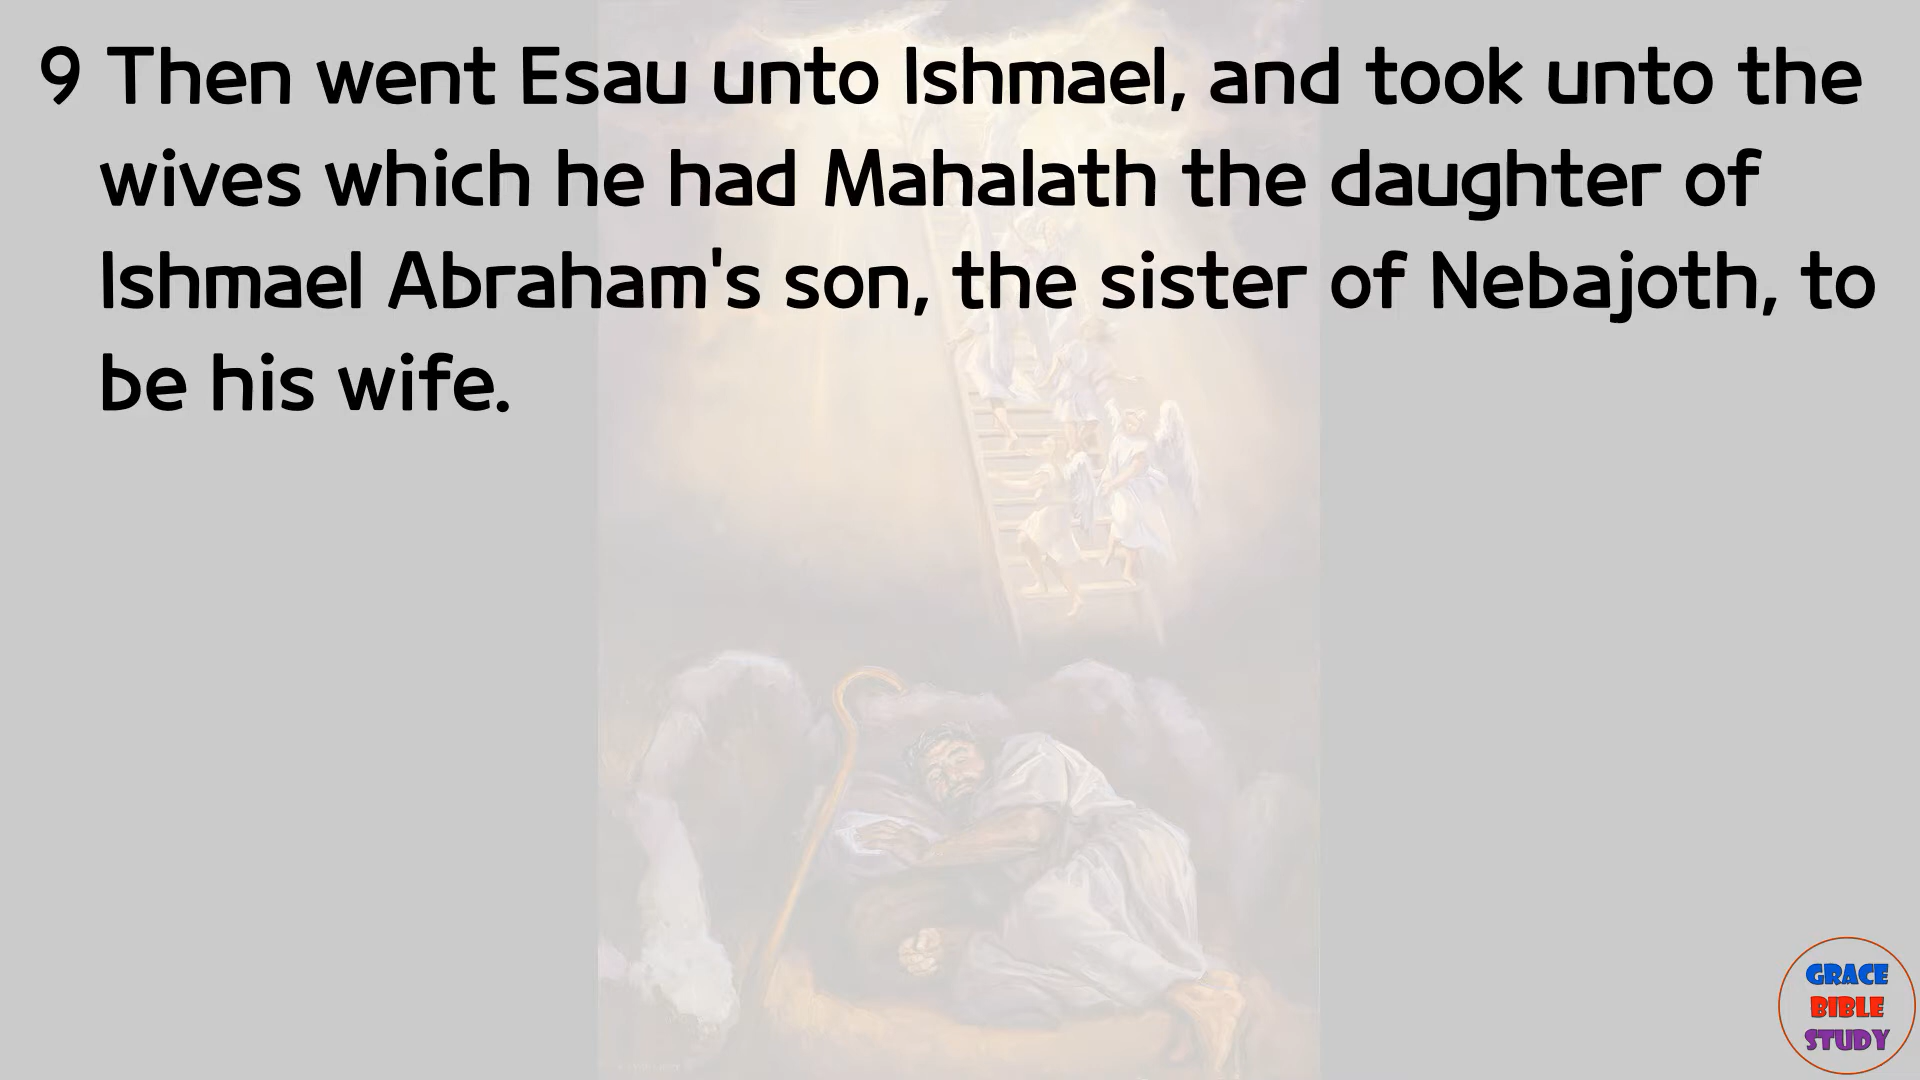 9 Then went Esau unto Ishmael, and took unto the
wives which he had Mahalath the daughter of
Ishmael Abraham's son, the sister of Nebajoth, to
be his wife.
GRACE
BIBLE
STUDY